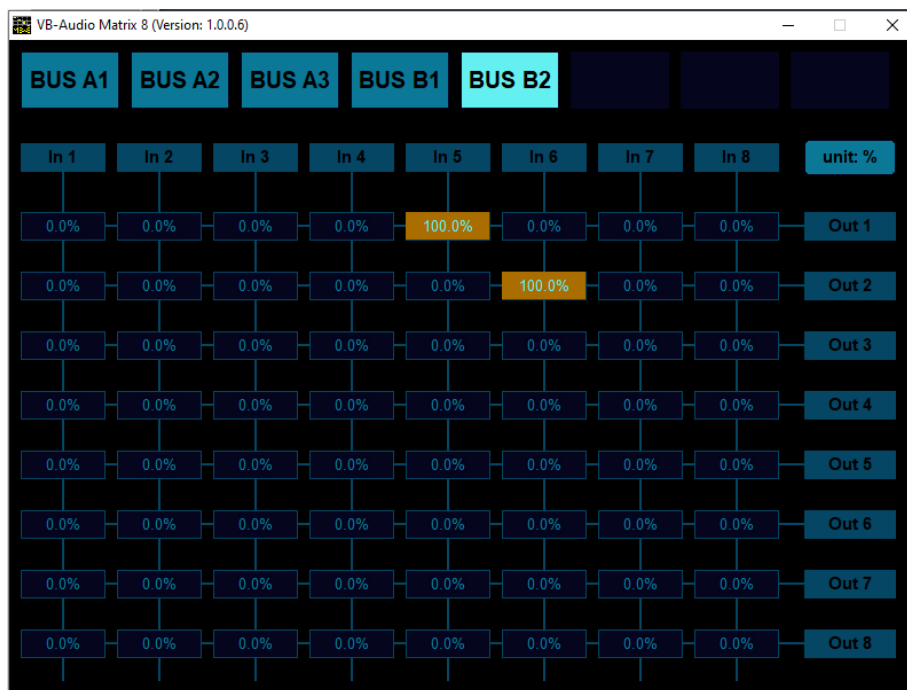 VB-Audio Matrix 8 (Version: 1.0.0.6)
BUS A1 BUS A2 BUS A3 BUS B1 BUS B2
In 1 In 2 In 3 In 4 In 5 In 6 In 7 In 8 unit: %
0.0% 0.0% 0.0% 0.0% 100.0% 0.0% 0.0% 0.0% Out 1
0.0% 0.0% 0.0% 0.0% 0.0% 100.0% 0.0% 0.0% Out 2
0.0% 0.0% 0.0% 0.0% 0.0% 0.0% 0.0% 0.0% Out 3
0.0% 0.0% 0.0% 0.0% 0.0% 0.0% 0.0% 0.0% Out 4
0.0% 0.0% 0.0% 0.0% 0.0% 0.0% 0.0% 0.0% Out 5
0.0% 0.0% 0.0% 0.0% 0.0% 0.0% 0.0% 0.0% Out 6
0.0% 0.0% 0.0% 0.0% 0.0% 0.0% 0.0% 0.0% Out 7
0.0% 0.0% 0.0% 0.0% 0.0% 0.0% 0.0% 0.0% Out 8